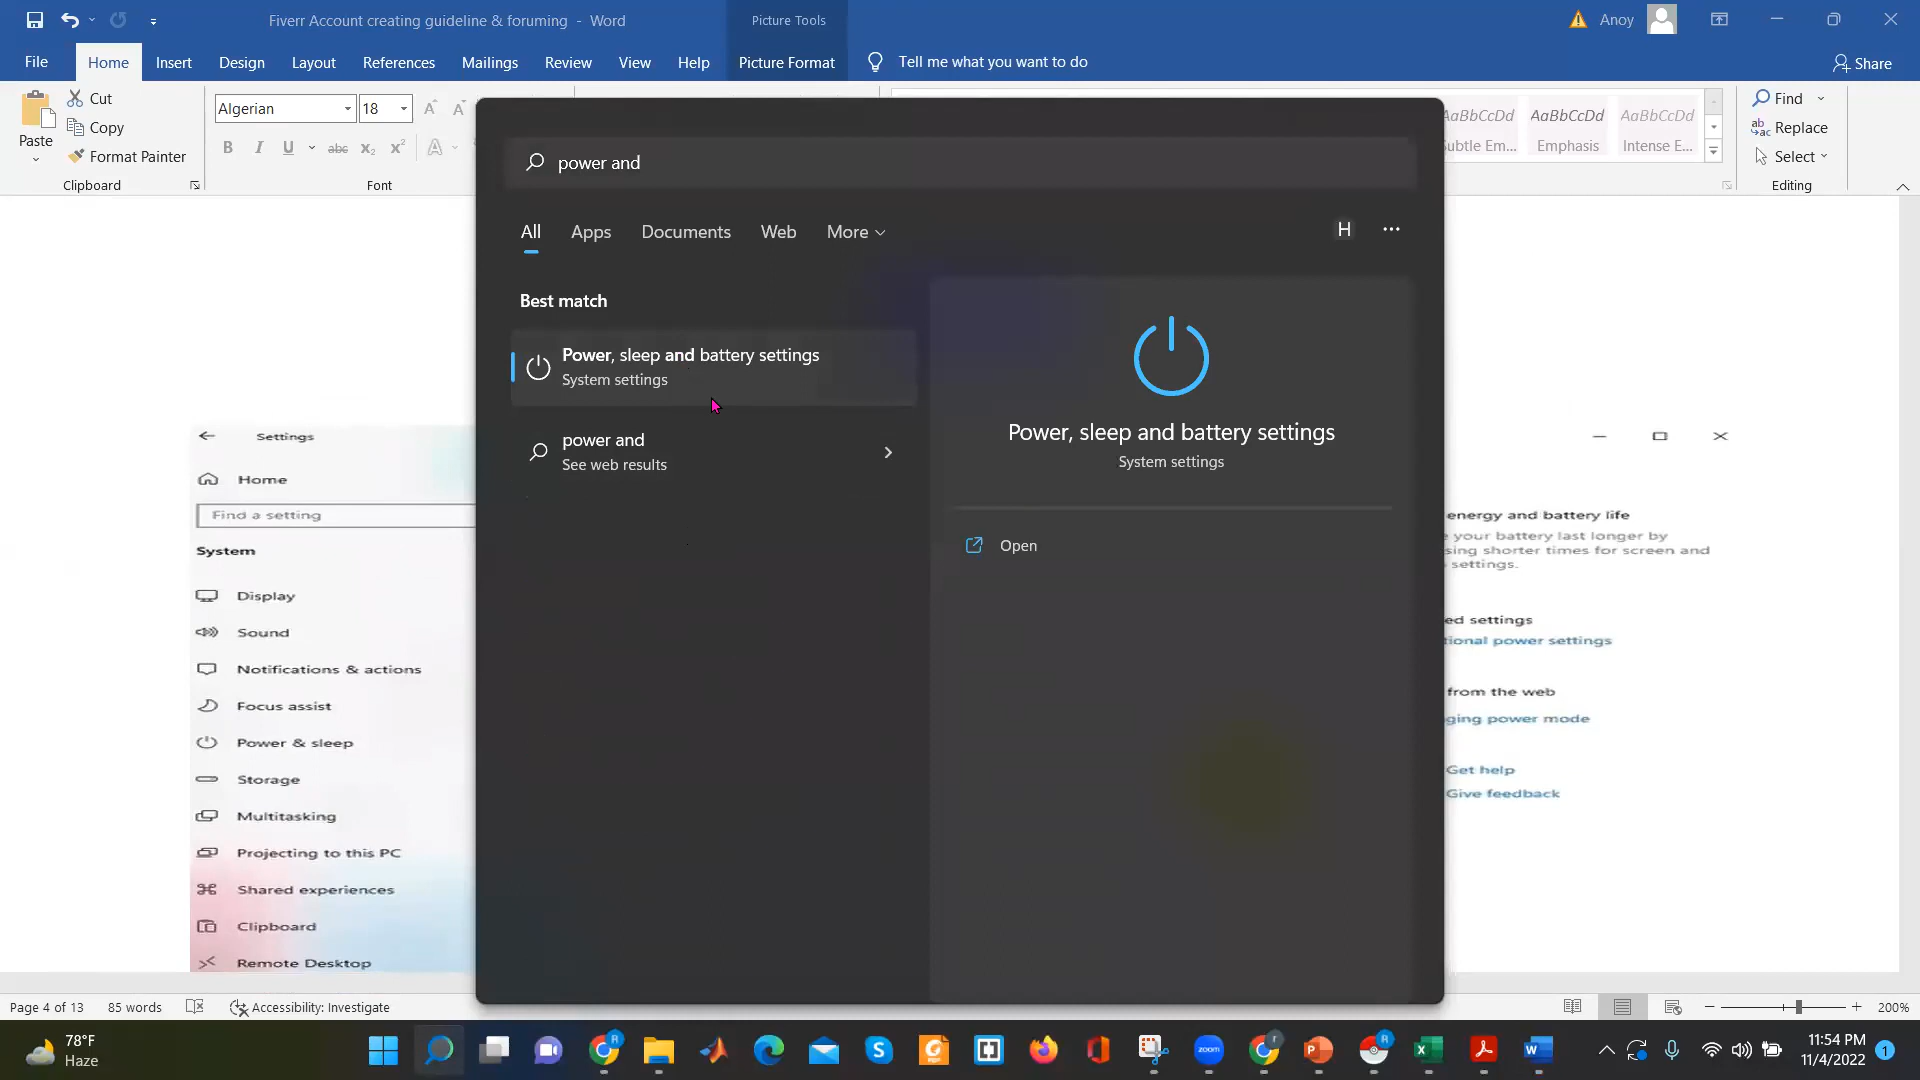 Fiverr Account creating guideline & foruming - Word
Picture Tools
Anoy
File
Home
Insert
Design
Layout
References
Mailings
Review
View
Help
Picture Format
Tell me what you want to do
Share
Paste
Cut
Copy
Format Painter
Clipboard
Algerian
18
B I U abc x₂ x² A
Font
AaBbCcDd
ubtle Em...
AaBbCcDd
Emphasis
AaBbCcDd
Intense E...
Find
Replace
Select
Editing
power and
All
Apps
Documents
Web
More
H
Best match
Power, sleep and battery settings
System settings
power and
See web results
Power, sleep and battery settings
System settings
Open
Settings
Home
Find a setting
System
Display
Sound
Notifications & actions
Focus assist
Power & sleep
Storage
Multitasking
Projecting to this PC
Shared experiences
Clipboard
Remote Desktop
energy and battery life
your battery last longer by
shorter times for screen and
settings.
settings
power settings
from the web
power mode
Get help
Give feedback
Page 4 of 13
85 words
Accessibility: Investigate
200%
78°F
Haze
zoom
11:54 PM
11/4/2022
1